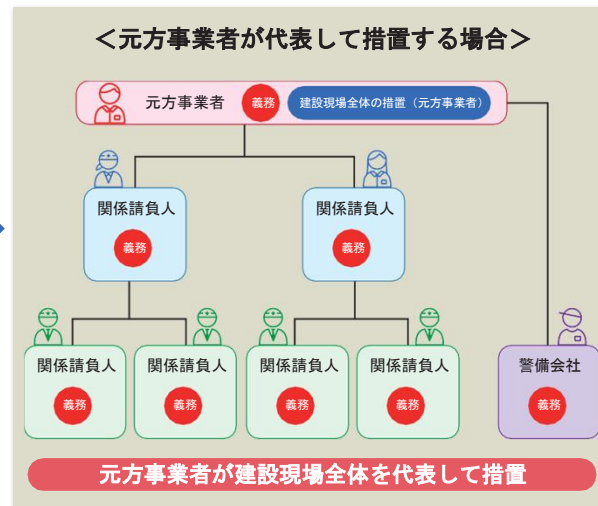 ＜元方事業者が代表して措置する場合＞
元方事業者 義務 建設現場全体の措置（元方事業者）
関係請負人 関係請負人
義務 義務
関係請負人 関係請負人 関係請負人 関係請負人 警備会社
義務 義務 義務 義務 義務
元方事業者が建設現場全体を代表して措置